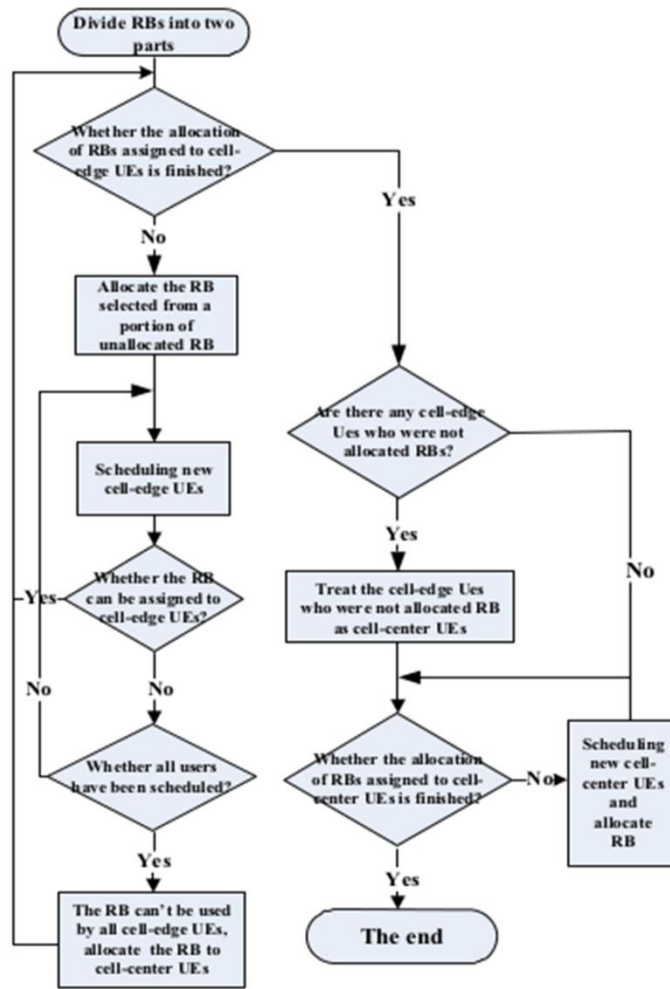 Divide RBs into two
parts
Whether the allocation
of RBs assigned to cell-
edge UEs is finished?
Yes
No
Allocate the RB
selected from a
portion of
unallocated RB
Are there any cell-edge
Ues who were not
allocated RBs?
Scheduling new
cell-edge UEs
Yes
No
Whether the RB
can be assigned to
cell-edge UEs?
Yes
Treat the cell-edge Ues
who were not allocated RB
as cell-center UEs
No
No
Whether all users
have been scheduled?
Whether the allocation
of RBs assigned to cell-
center UEs is finished?
No
Scheduling
new cell-
center UEs
and
allocate
RB
Yes
Yes
The RB can't be used
by all cell-edge UEs,
allocate the RB to
cell-center UEs
The end